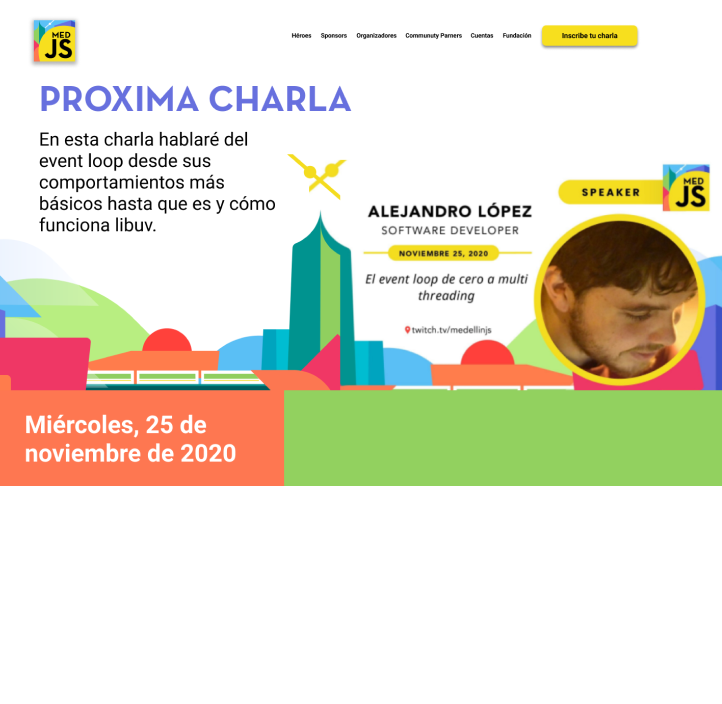 MED
JS
Héroes Sponsors Organizadores Communuty Parners Cuentas Fundación Inscribe tu charla
PROXIMA CHARLA
En esta charla hablaré del
event loop desde sus
comportamientos más
básicos hasta que es y cómo
funciona libuv.
SPEAKER
MED
JS
ALEJANDRO LÓPEZ
SOFTWARE DEVELOPER
NOVIEMBRE 25, 2020
El event loop de cero a multi
threading
twitch.tv/medellinjs
Miércoles, 25 de
noviembre de 2020